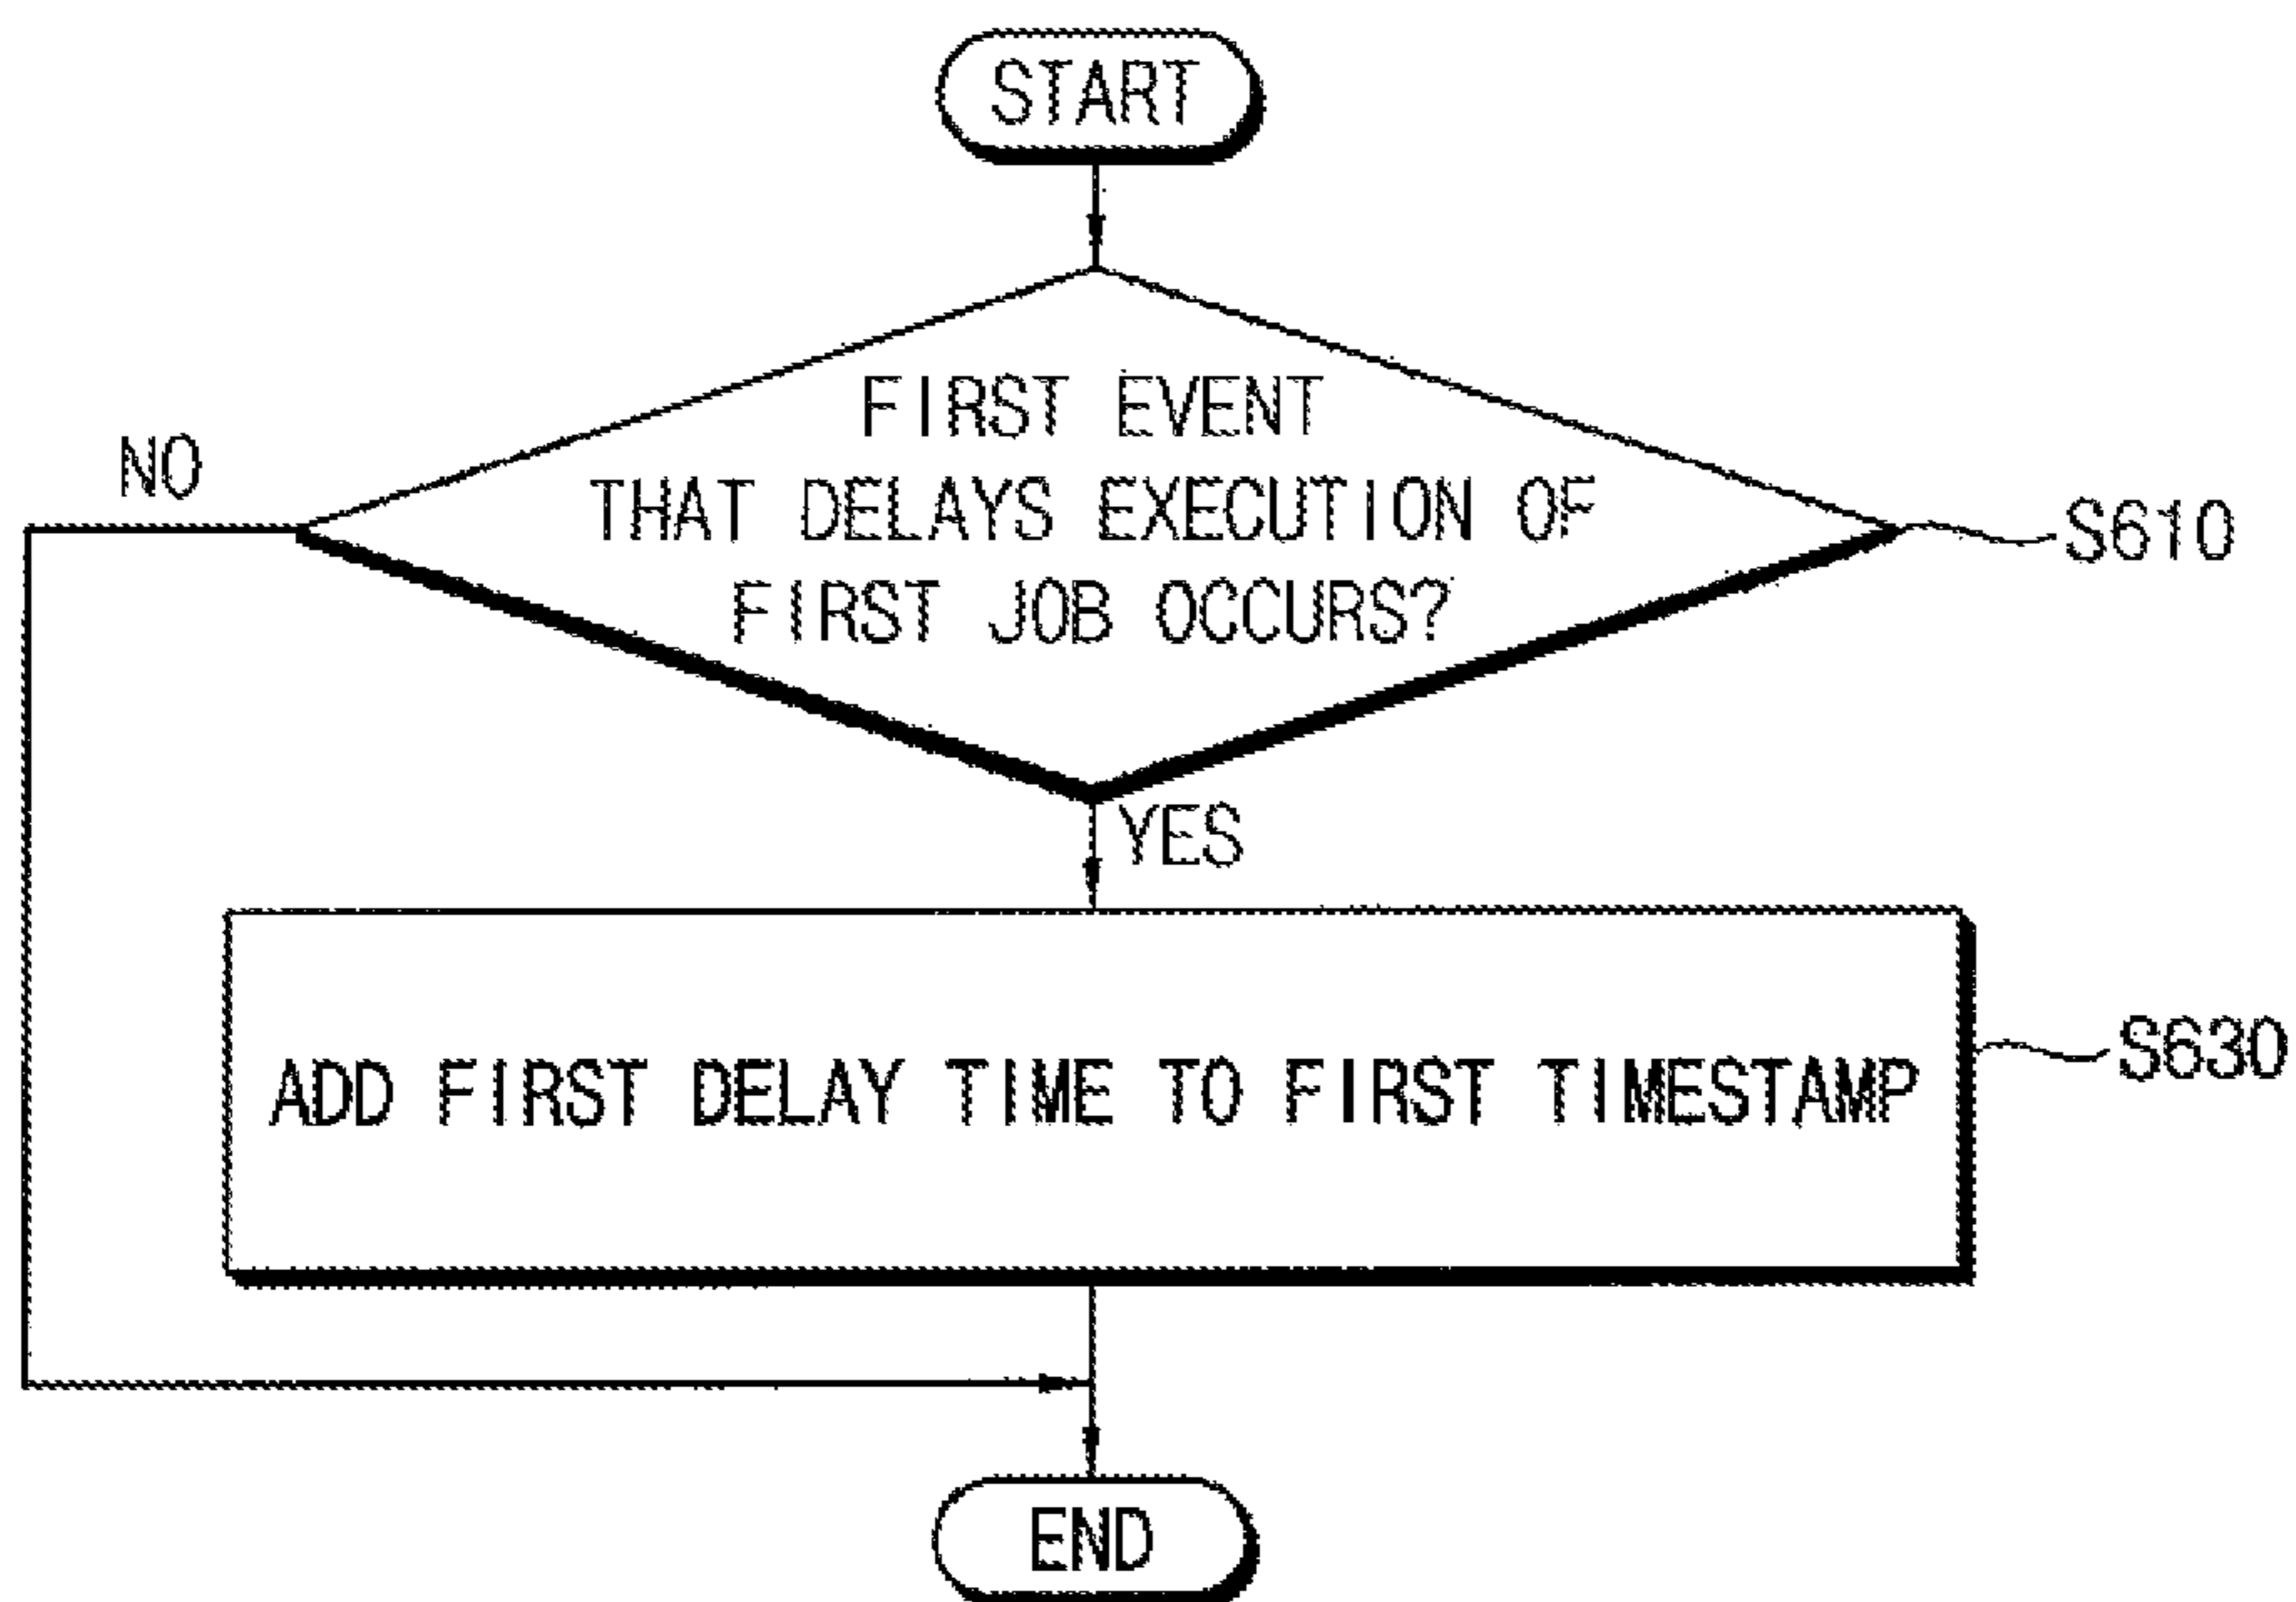 START
FIRST EVENT
THAT DELAYS EXECUTION OF
FIRST JOB OCCURS?
NO
S610
YES
ADD FIRST DELAY TIME TO FIRST TIMESTAMP
S630
END